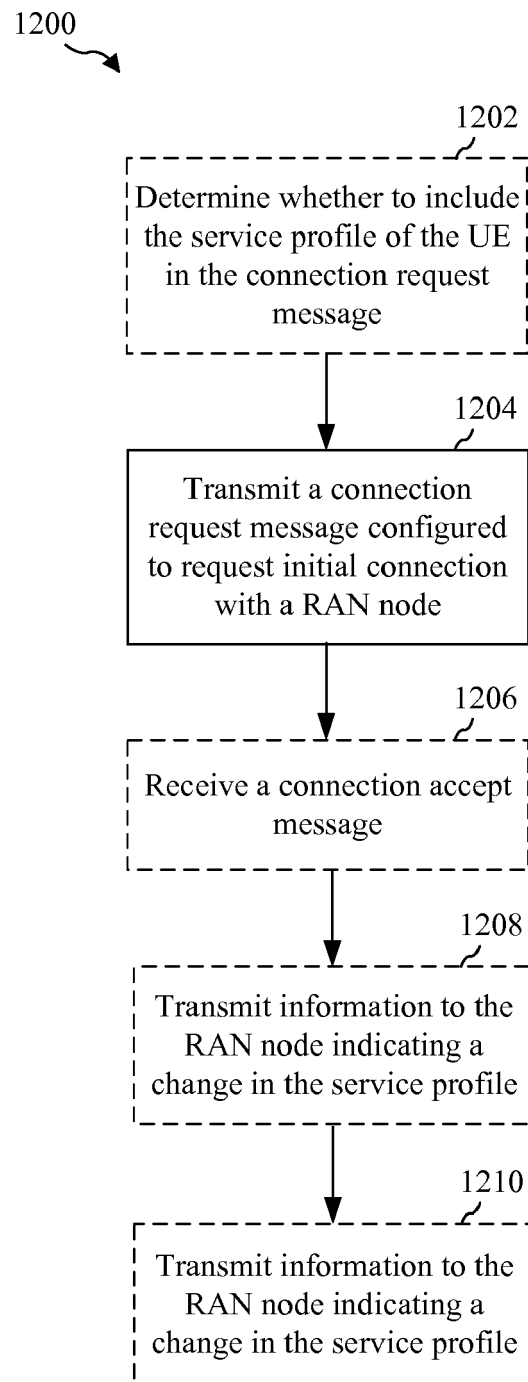 1200
1202
Determine whether to include
the service profile of the UE
in the connection request
message
1204
Transmit a connection
request message configured
to request initial connection
with a RAN node
1206
Receive a connection accept
message
1208
Transmit information to the
RAN node indicating a
change in the service profile
1210
Transmit information to the
RAN node indicating a
change in the service profile